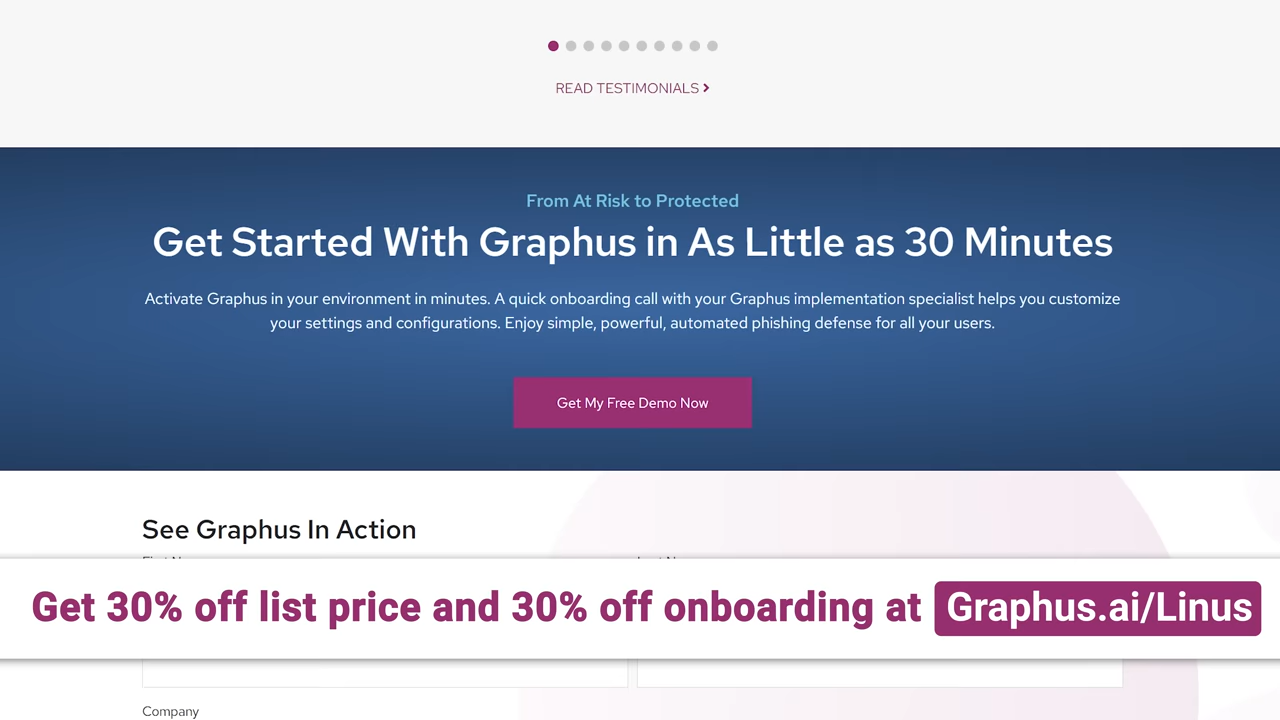 READ TESTIMONIALS
From At Risk to Protected
Get Started With Graphus in As Little as 30 Minutes
Activate Graphus in your environment in minutes. A quick onboarding call with your Graphus implementation specialist helps you customize
your settings and configurations. Enjoy simple, powerful, automated phishing defense for all your users.
Get My Free Demo Now
See Graphus In Action
Get 30% off list price and 30% off onboarding at Graphus.ai/Linus
Company